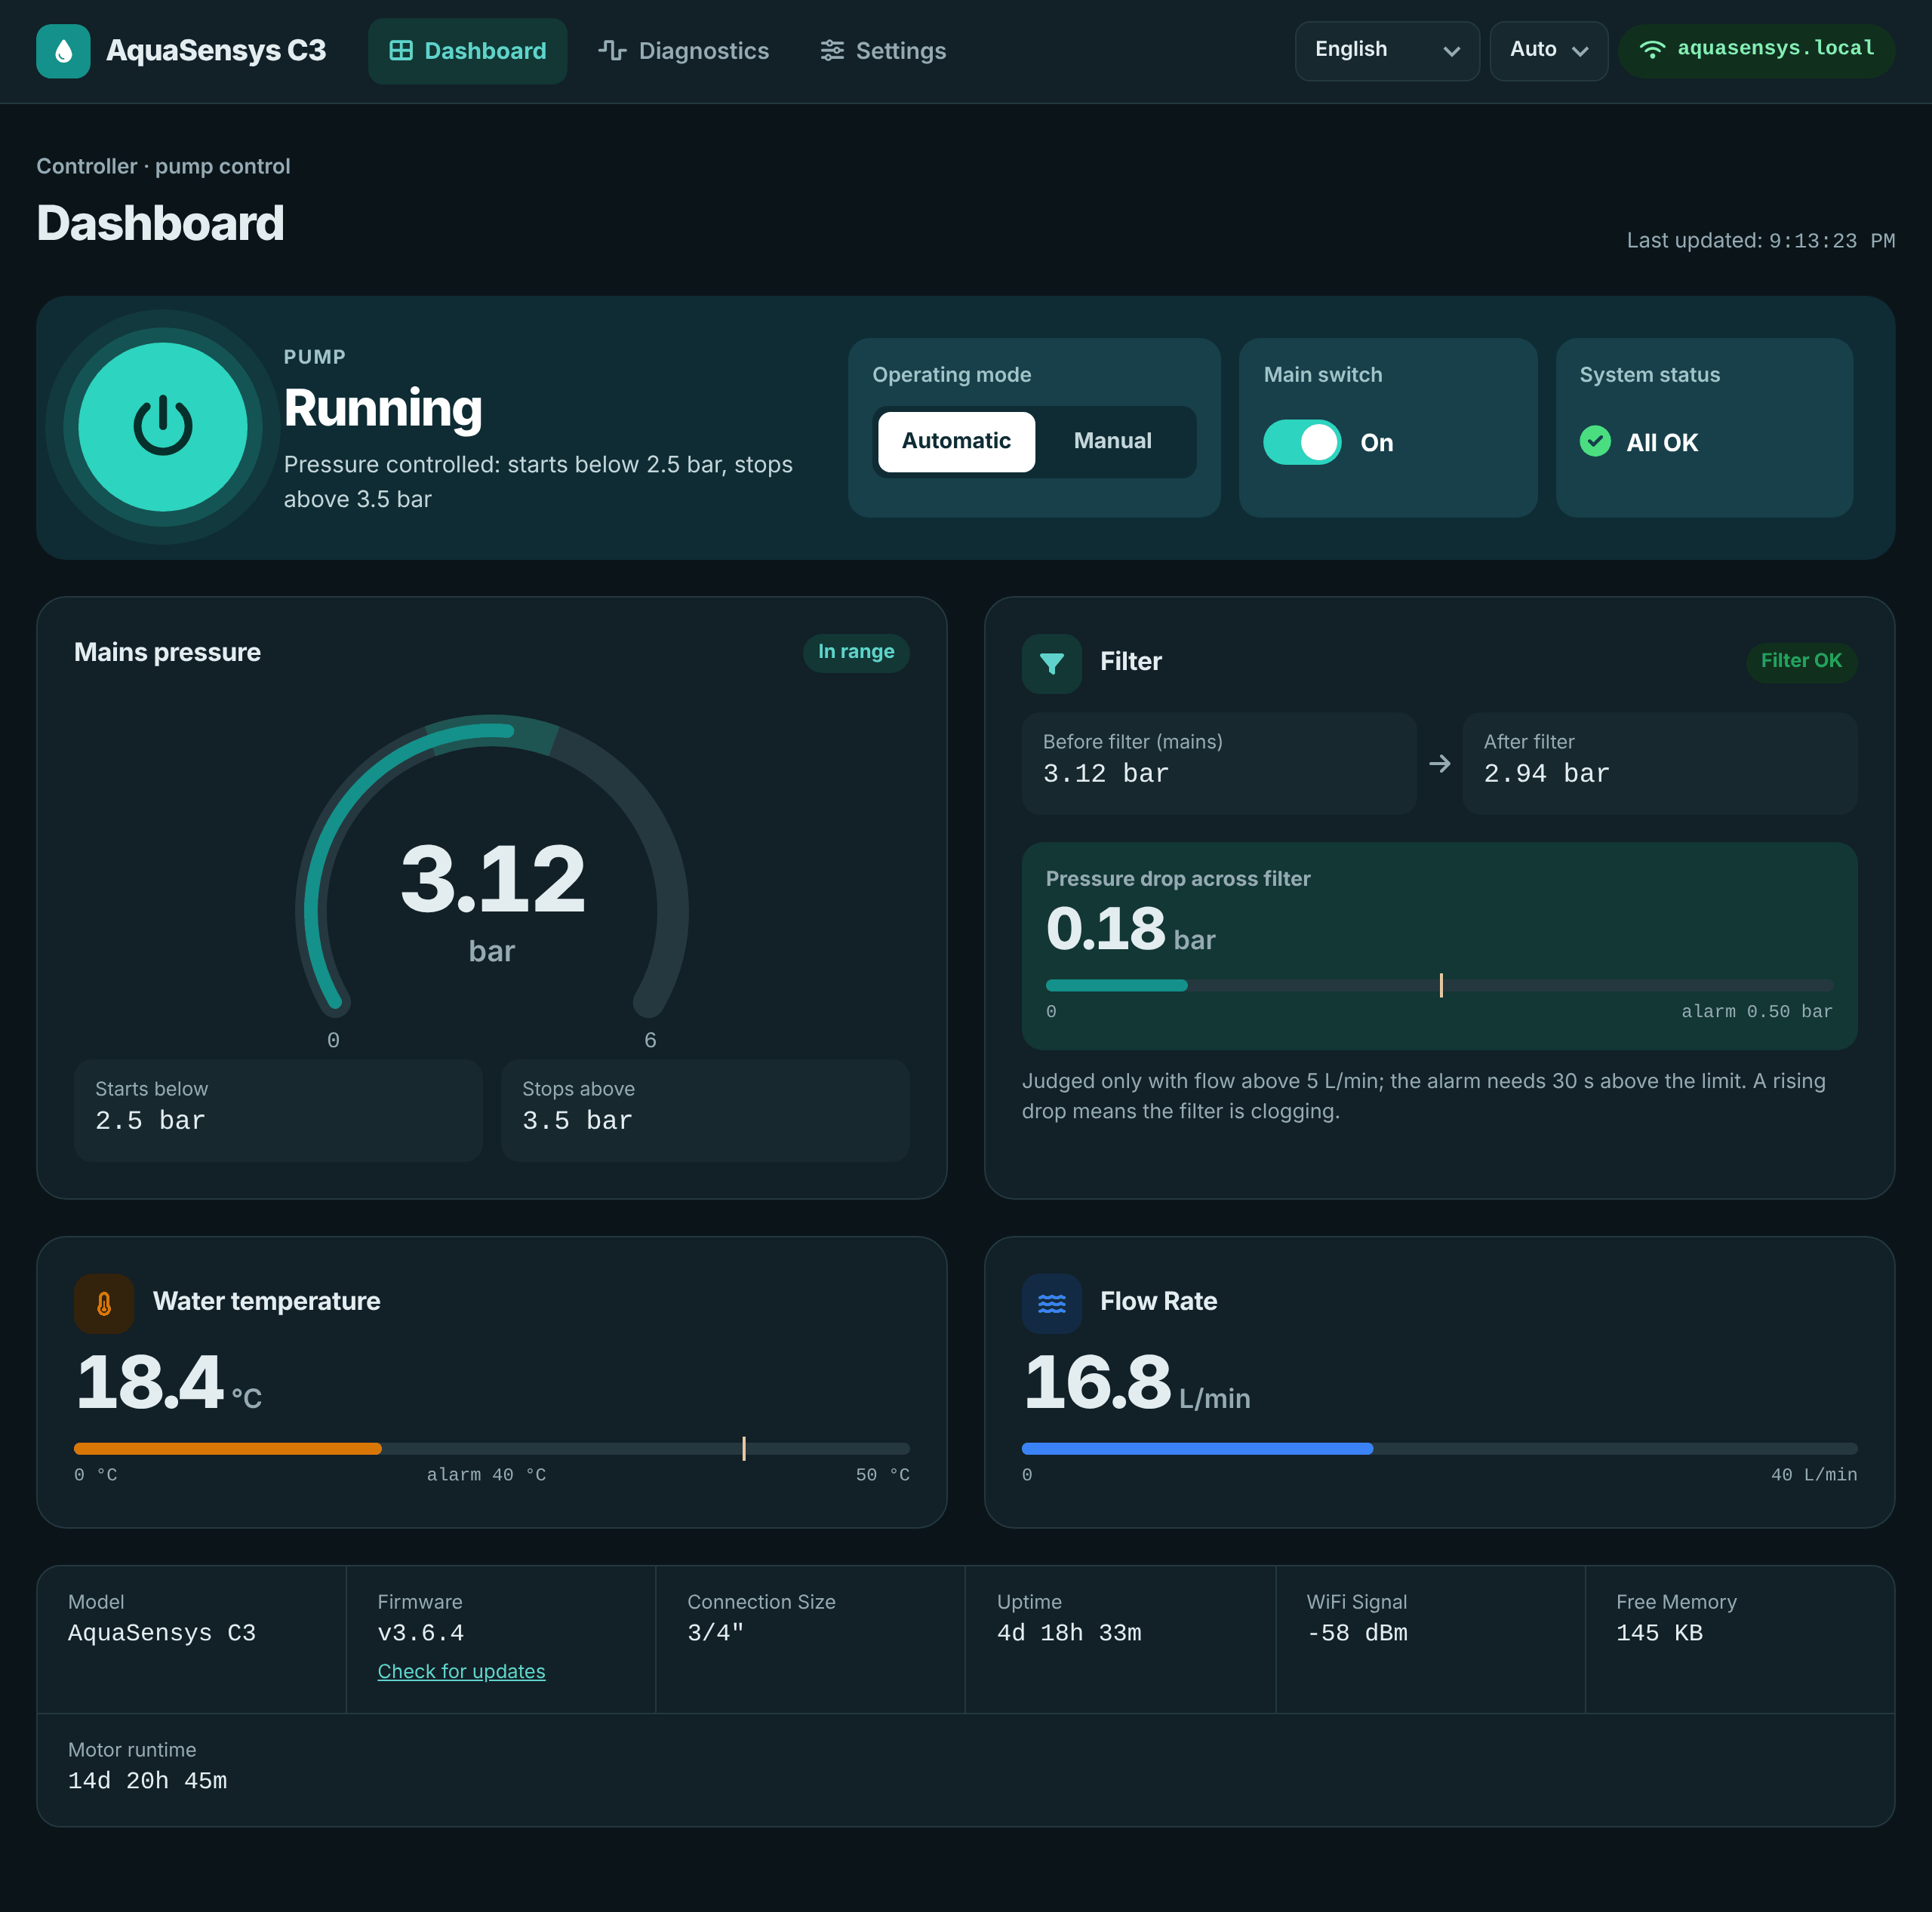 AquaSensys C3
Dashboard
Diagnostics
Settings
English
Auto
aquasensys.local
Controller · pump control
Dashboard
Last updated: 9:13:23 PM
PUMP
Running
Pressure controlled: starts below 2.5 bar, stops
above 3.5 bar
Operating mode
Automatic
Manual
Main switch
On
System status
All OK
Mains pressure
In range
3.12
bar
0
6
Starts below
2.5 bar
Stops above
3.5 bar
Filter
Filter OK
Before filter (mains)
3.12 bar
After filter
2.94 bar
Pressure drop across filter
0.18 bar
0
alarm 0.50 bar
Judged only with flow above 5 L/min; the alarm needs 30 s above the limit. A rising
drop means the filter is clogging.
Water temperature
18.4 °C
0 °C
alarm 40 °C
50 °C
Flow Rate
16.8 L/min
0
40 L/min
Model
AquaSensys C3
Firmware
v3.6.4
Check for updates
Connection Size
3/4"
Uptime
4d 18h 33m
WiFi Signal
-58 dBm
Free Memory
145 KB
Motor runtime
14d 20h 45m